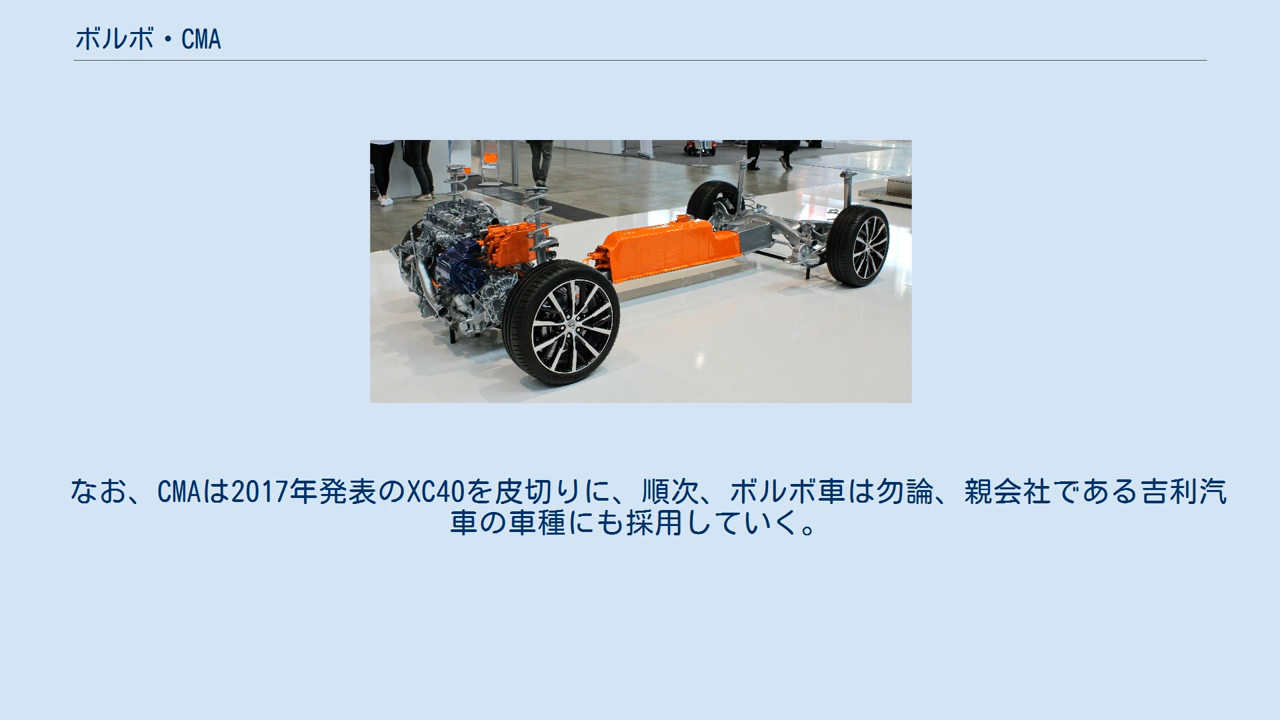 ボルボ・CMA
なお、CMAは2017年発表のXC40を皮切りに、順次、ボルボ車は勿論、親会社である吉利汽
車の車種にも採用していく。